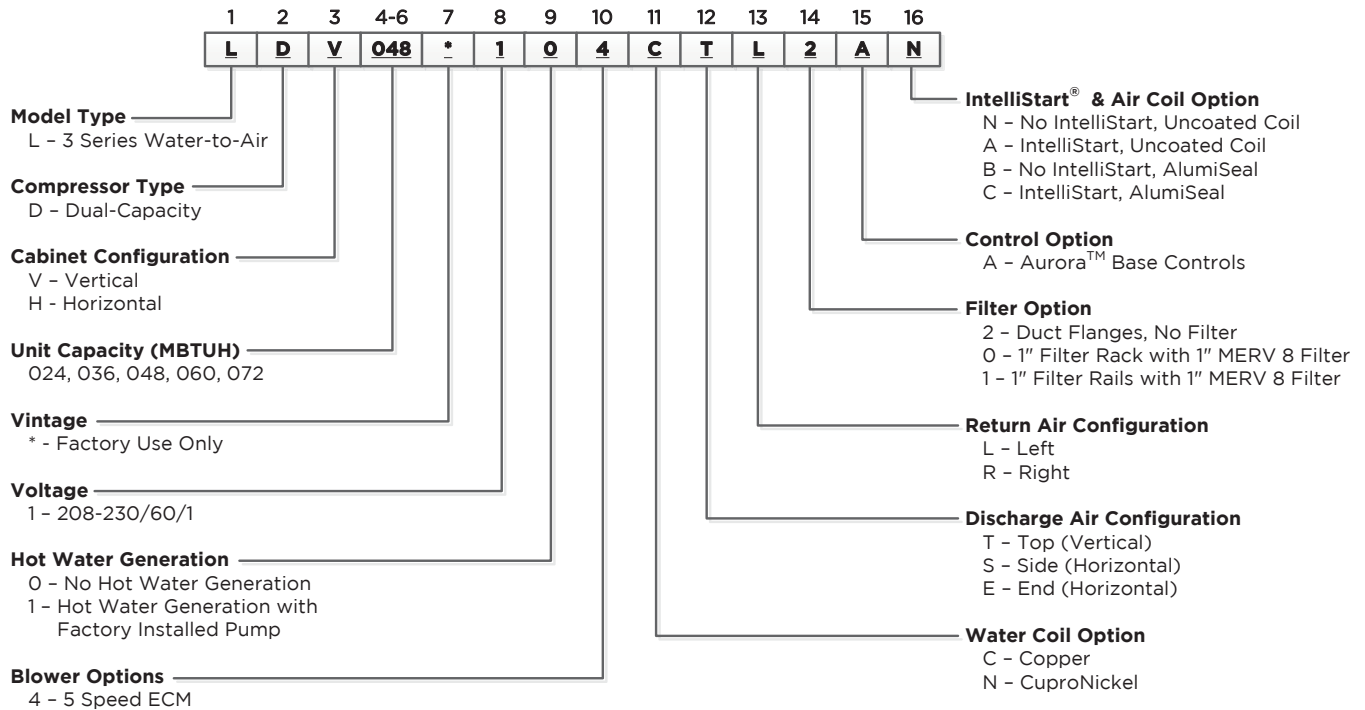 1 2 3 4-6 7 8 9 10 11 12 13 14 15 16
L D V 048 * 1 0 4 C T L 2 A N
Model Type
L – 3 Series Water-to-Air
Compressor Type
D – Dual-Capacity
Cabinet Configuration
V – Vertical
H - Horizontal
Unit Capacity (MBTUH)
024, 036, 048, 060, 072
Vintage
* - Factory Use Only
Voltage
1 – 208-230/60/1
Hot Water Generation
0 – No Hot Water Generation
1 – Hot Water Generation with
Factory Installed Pump
Blower Options
4 – 5 Speed ECM
IntelliStart® & Air Coil Option
N – No IntelliStart, Uncoated Coil
A – IntelliStart, Uncoated Coil
B – No IntelliStart, AlumiSeal
C – IntelliStart, AlumiSeal
Control Option
A – Aurora™ Base Controls
Filter Option
2 – Duct Flanges, No Filter
0 – 1" Filter Rack with 1" MERV 8 Filter
1 – 1" Filter Rails with 1" MERV 8 Filter
Return Air Configuration
L – Left
R – Right
Discharge Air Configuration
T – Top (Vertical)
S – Side (Horizontal)
E – End (Horizontal)
Water Coil Option
C – Copper
N – CuproNickel